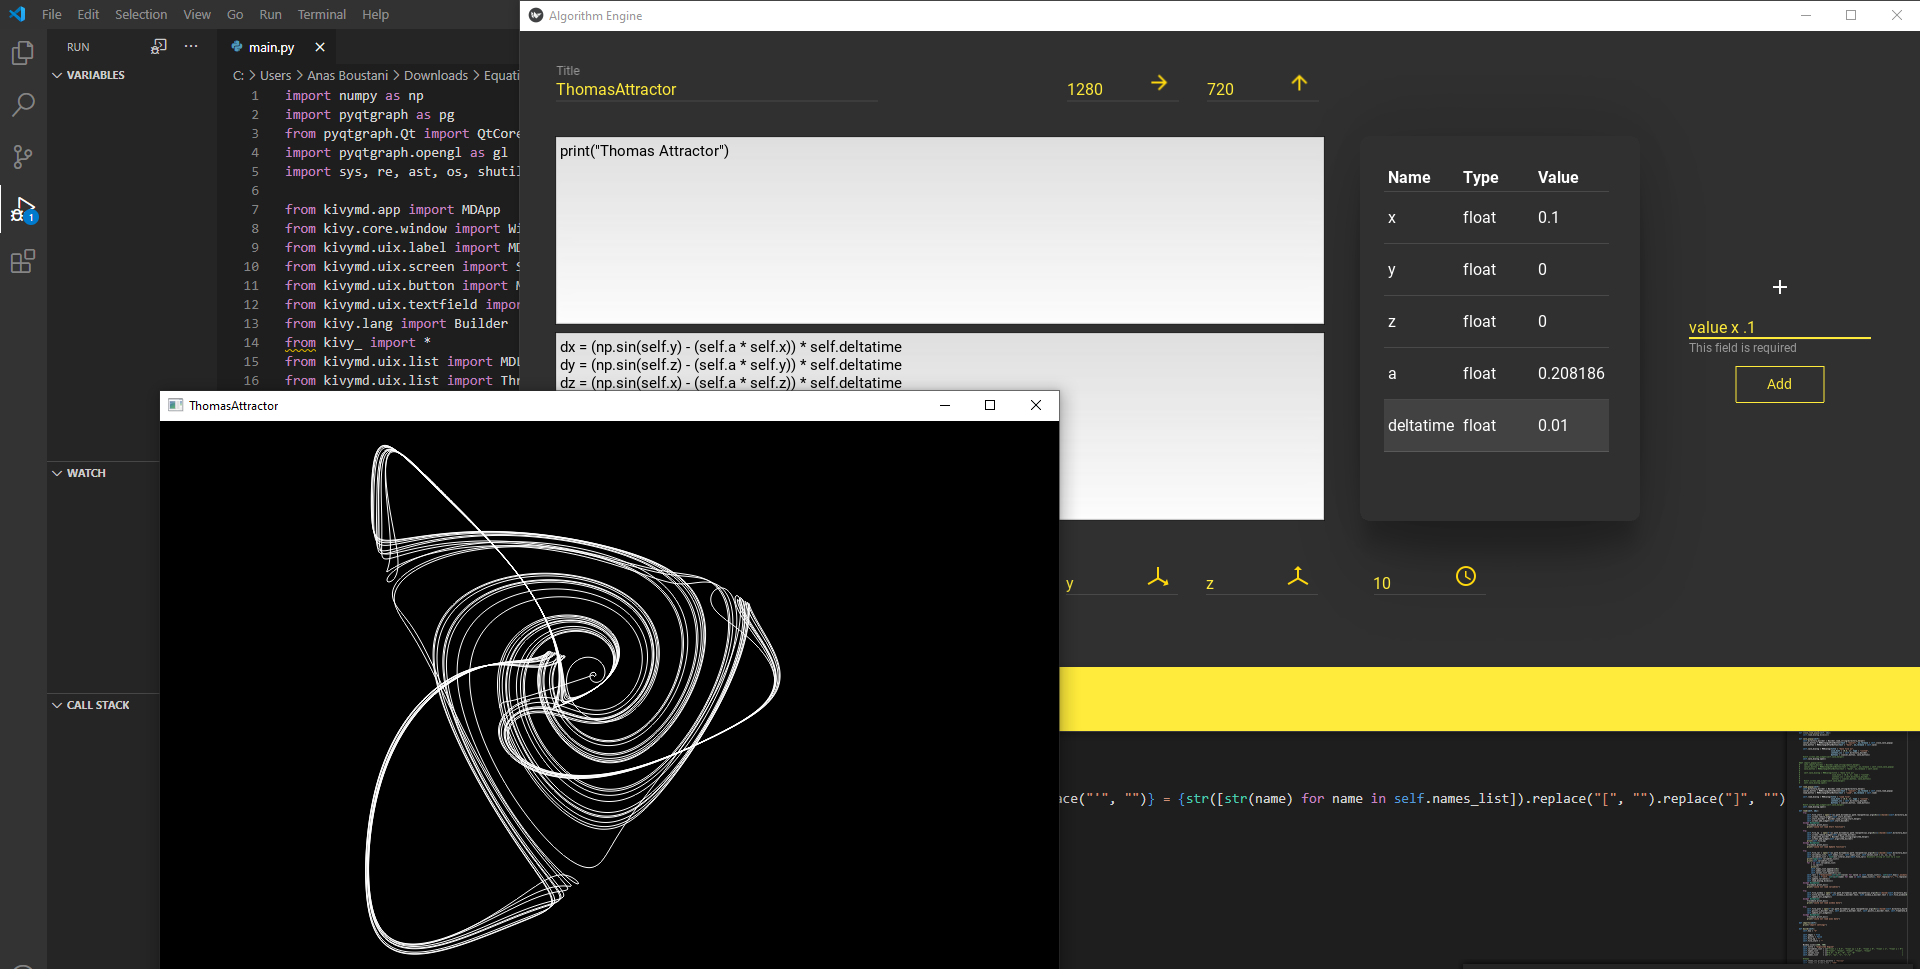 File Edit Selection View Go Run Terminal Help
Algorithm Engine
RUN
main.py
VARIABLES
C: > Users > Anas Boustani > Downloads > Equati
1 import numpy as np
2 import pyqtgraph as pg
3 from pyqtgraph.Qt import QtCore
4 import pyqtgraph.opengl as gl
5 import sys, re, ast, os, shutil
6
7 from kivymd.app import MDApp
8 from kivy.core.window import Wi
9 from kivymd.uix.label import MD
10 from kivymd.uix.screen import S
11 from kivymd.uix.button import M
12 from kivymd.uix.textfield impor
13 from kivy.lang import Builder
14 from kivy_ import *
15 from kivymd.uix.list import MDL
16 from kivymd.uix.list import Thr
1
WATCH
CALL STACK
Title
ThomasAttractor
1280
720
print("Thomas Attractor")
dx = (np.sin(self.y) - (self.a * self.x)) * self.deltatime
dy = (np.sin(self.z) - (self.a * self.y)) * self.deltatime
dz = (np.sin(self.x) - (self.a * self.z)) * self.deltatime
Name Type Value
x float 0.1
y float 0
z float 0
a float 0.208186
deltatime float 0.01
+
value x .1
This field is required
Add
ThomasAttractor
y
z
10
ace("'", "")} = {str([str(name) for name in self.names_list]).replace("[", "").replace("]", "")